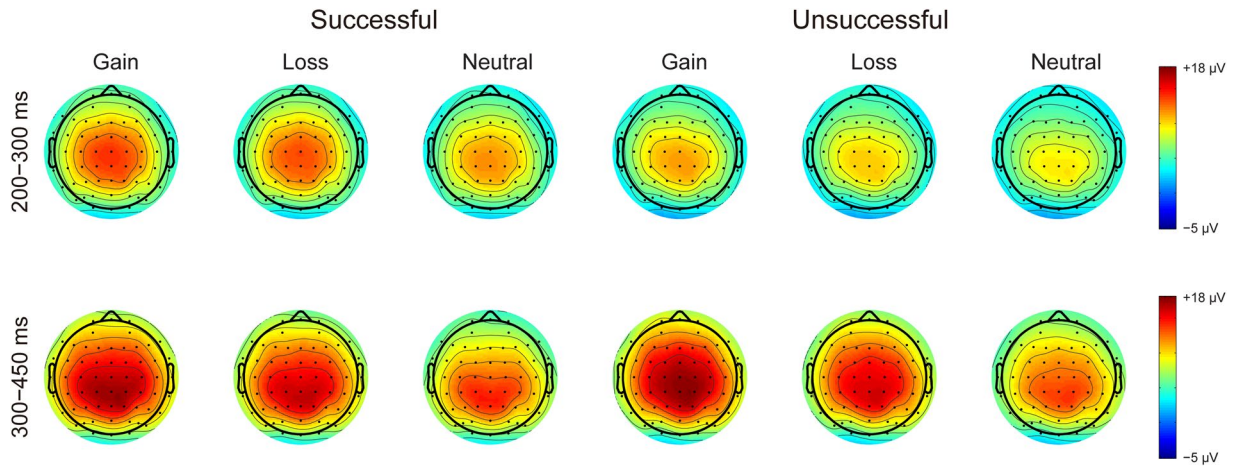 Successful Unsuccessful
Gain Loss Neutral Gain Loss Neutral
200–300 ms
+18 µV
−5 µV
300–450 ms
+18 µV
−5 µV